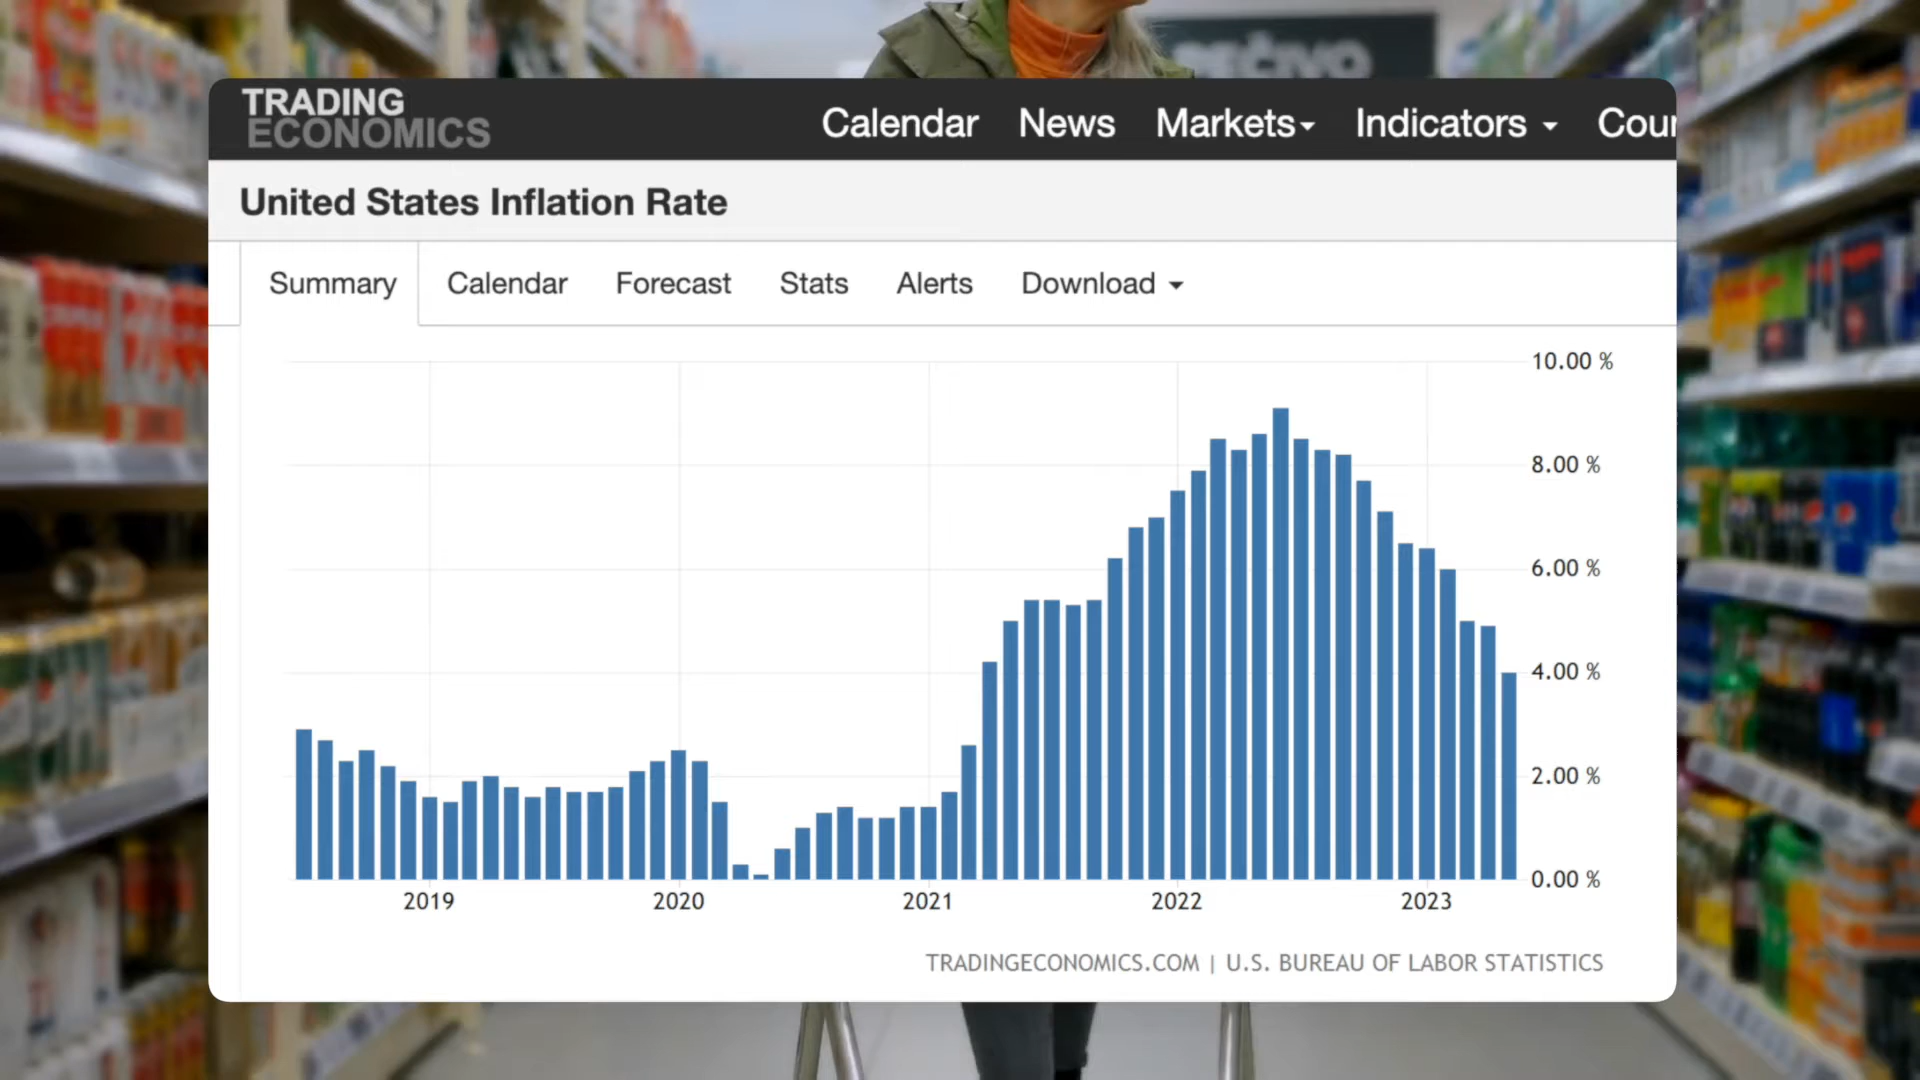 PEČIVO
TRADING
ECONOMICS
Calendar News Markets Indicators Cour
United States Inflation Rate
Summary Calendar Forecast Stats Alerts Download
10.00 %
8.00 %
6.00 %
4.00 %
2.00 %
0.00 %
2019 2020 2021 2022 2023
TRADINGECONOMICS.COM | U.S. BUREAU OF LABOR STATISTICS